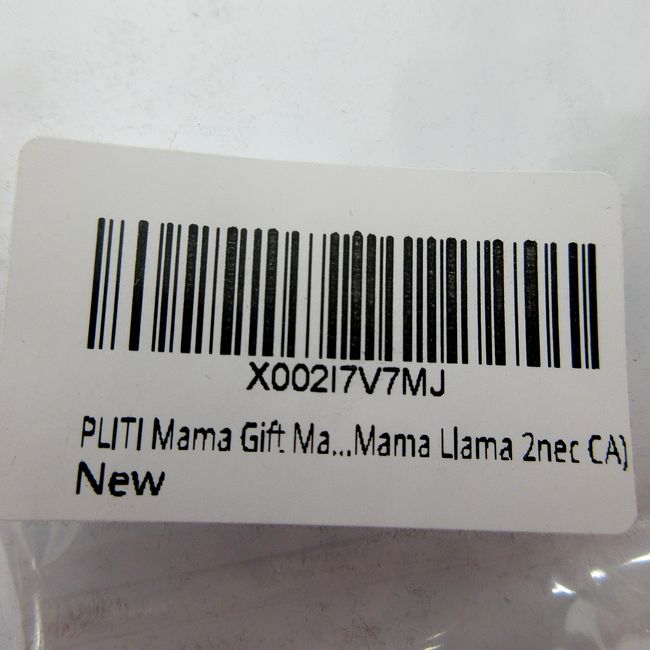 X002I7V7MJ
PLITI Mama Gift Ma...Mama Llama 2nec CA)
New